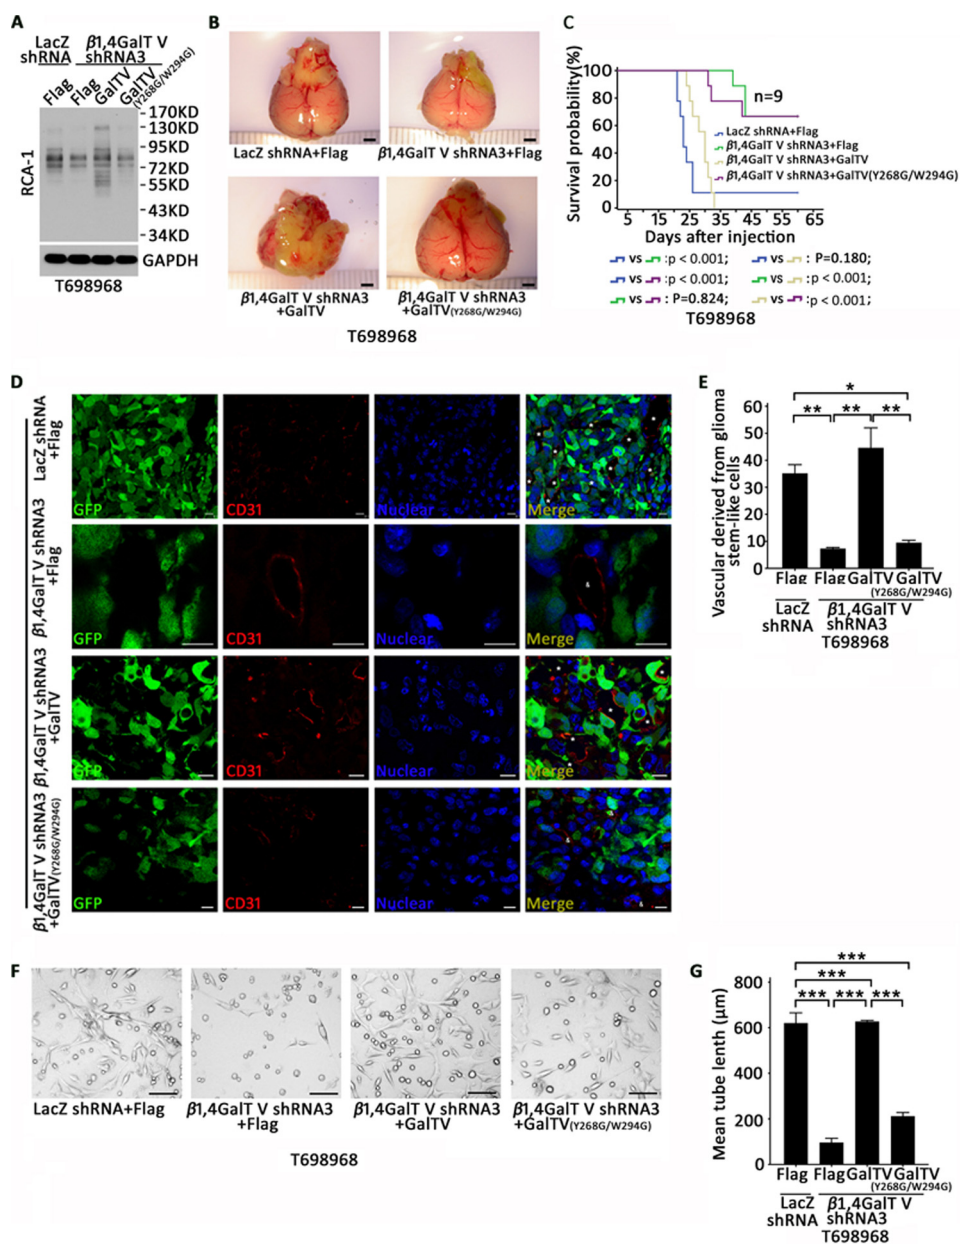 A
LacZ
shRNA
β1,4GalT V
shRNA3
Flag
Flag
GalTV
GalTV
(Y268G/W294G)
RCA-1
-170KD
-130KD
-95KD
-72KD
-55KD
-43KD
-34KD
GAPDH
T698968
B
LacZ shRNA+Flag
β1,4GalT V shRNA3+Flag
β1,4GalT V shRNA3
+GalTV
β1,4GalT V shRNA3
+GalTV(Y268G/W294G)
T698968
C
Survival probability(%)
100
80
60
40
20
0
5 15 25 35 45 55 65
Days after injection
n=9
LacZ shRNA+Flag
β1,4GalT V shRNA3+Flag
β1,4GalT V shRNA3+GalTV
β1,4GalT V shRNA3+GalTV(Y268G/W294G)
vs :p < 0.001; vs : P=0.180;
vs :p < 0.001; vs :p < 0.001;
vs : P=0.824; vs :p < 0.001;
T698968
D
LacZ shRNA
+Flag
GFP CD31 Nuclear Merge
β1,4GalT V shRNA3
+Flag
&
GFP CD31 Nuclear Merge
β1,4GalT V shRNA3
+GalTV
GFP CD31 Nuclear Merge
β1,4GalT V shRNA3
+GalTV(Y268G/W294G)
&
&
GFP CD31 Nuclear Merge
E
Vascular derived from glioma
stem-like cells
60
50
40
30
20
10
0
*
** ** **
Flag Flag GalTV GalTV
(Y268G/W294G)
LacZ
shRNA
β1,4GalT V
shRNA3
T698968
F
LacZ shRNA+Flag
β1,4GalT V shRNA3
+Flag
β1,4GalT V shRNA3
+GalTV
β1,4GalT V shRNA3
+GalTV(Y268G/W294G)
T698968
G
Mean tube lenth (μm)
800
600
400
200
0
***
***
*** *** ***
Flag Flag GalTV GalTV
(Y268G/W294G)
LacZ
shRNA
β1,4GalT V
shRNA3
T698968